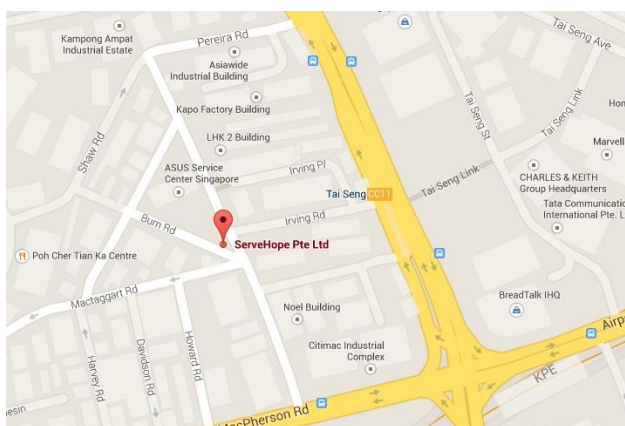 Kampong Ampat
Industrial Estate
Pereira Rd
Asiawide
Industrial Building
Tai Seng Ave
Kapo Factory Building
Shaw Rd
LHK 2 Building
Tai Seng St
Tai Seng Link
Hom
Marvell
ASUS Service
Center Singapore
Irving Pl
Tai Seng CC11
Tai Seng Link
CHARLES & KEITH
Group Headquarters
Tata Communication
International Pte. L
Burn Rd
Irving Rd
ServeHope Pte Ltd
Poh Cher Tian Ka Centre
Mactaggart Rd
Noel Building
BreadTalk IHQ
Citimac Industrial
Complex
Airp
KPE
Harvey Rd
Davidson Rd
Howard Rd
MacPherson Rd
esin